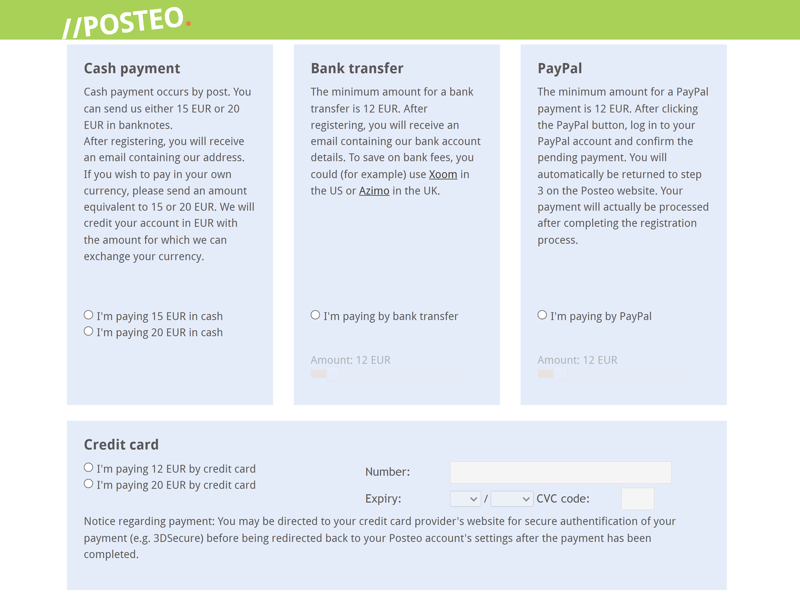 //POSTEO.
Cash payment
Cash payment occurs by post. You
can send us either 15 EUR or 20
EUR in banknotes.
After registering, you will receive
an email containing our address.
If you wish to pay in your own
currency, please send an amount
equivalent to 15 or 20 EUR. We will
credit your account in EUR with
the amount for which we can
exchange your currency.
I'm paying 15 EUR in cash
I'm paying 20 EUR in cash
Bank transfer
The minimum amount for a bank
transfer is 12 EUR. After
registering, you will receive an
email containing our bank account
details. To save on bank fees, you
could (for example) use Xoom in
the US or Azimo in the UK.
I'm paying by bank transfer
Amount: 12 EUR
PayPal
The minimum amount for a PayPal
payment is 12 EUR. After clicking
the PayPal button, log in to your
PayPal account and confirm the
pending payment. You will
automatically be returned to step
3 on the Posteo website. Your
payment will actually be processed
after completing the registration
process.
I'm paying by PayPal
Amount: 12 EUR
Credit card
I'm paying 12 EUR by credit card
I'm paying 20 EUR by credit card
Number:
Expiry: / CVC code:
Notice regarding payment: You may be directed to your credit card provider's website for secure authentification of your
payment (e.g. 3DSecure) before being redirected back to your Posteo account's settings after the payment has been
completed.